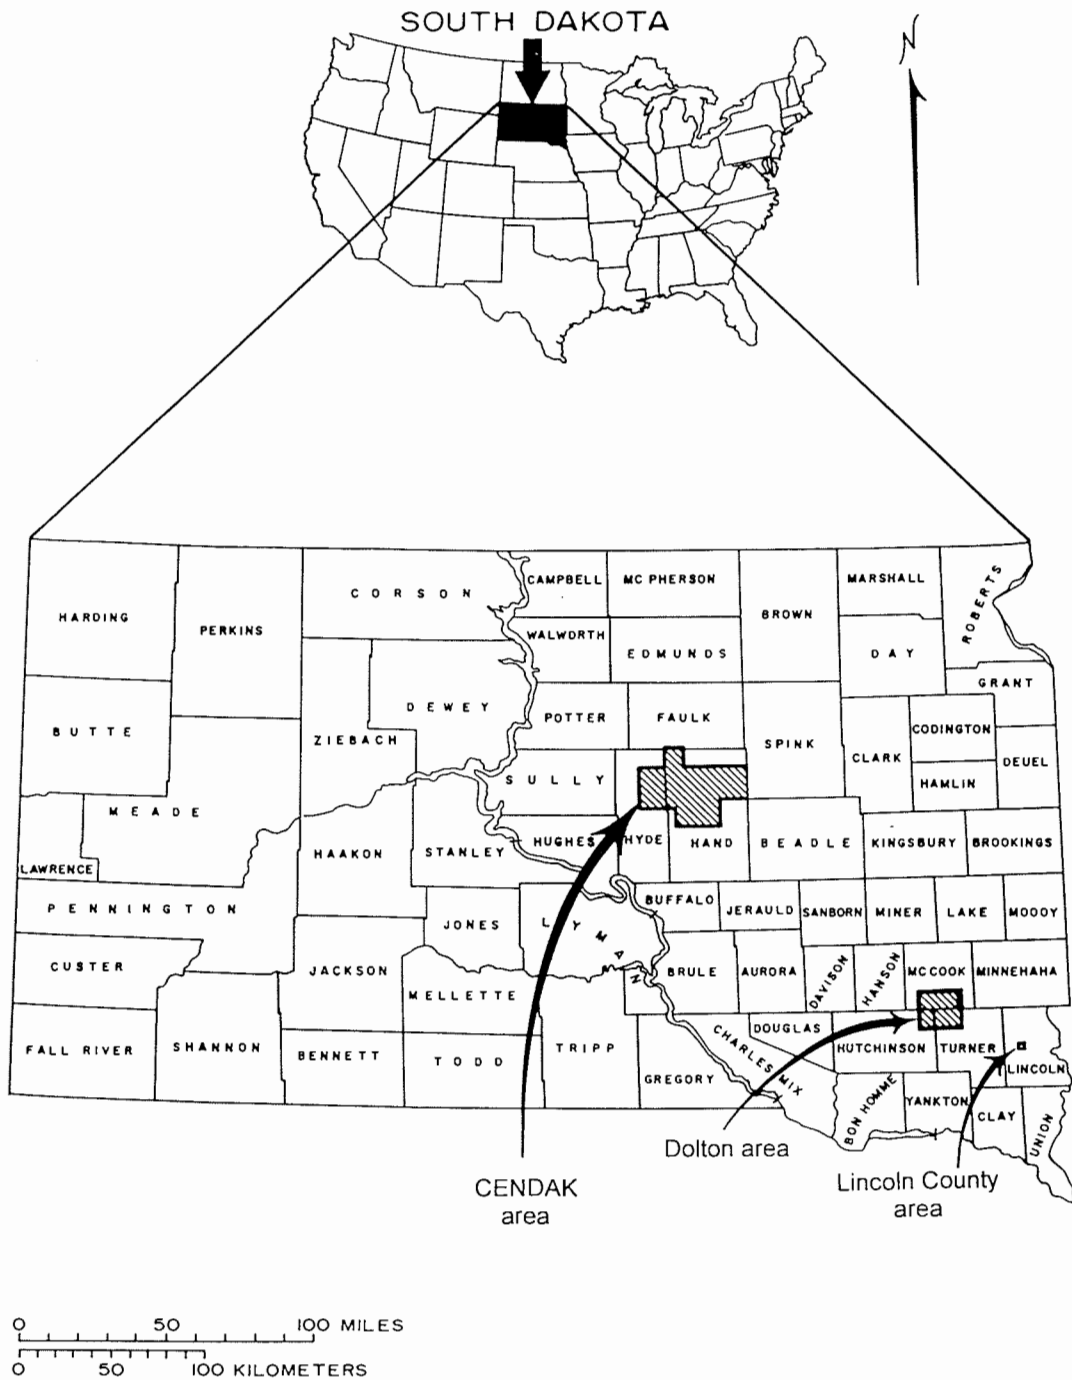 SOUTH DAKOTA
N
HARDING
PERKINS
CORSON
CAMPBELL
MC PHERSON
BROWN
MARSHALL
ROBERTS
WALWORTH
EDMUNDS
DAY
GRANT
BUTTE
ZIEBACH
DEWEY
POTTER
FAULK
SPINK
CLARK
CODINGTON
HAMLIN
DEUEL
MEADE
SULLY
LAWRENCE
HAAKON
STANLEY
HUGHES
HYDE
HAND
BEADLE
KINGSBURY
BROOKINGS
PENNINGTON
JONES
LYMAN
BUFFALO
JERAULD
SANBORN
MINER
LAKE
MOODY
CUSTER
JACKSON
MELLETTE
BRULE
AURORA
DAVISON
HANSON
MC COOK
MINNEHAHA
FALL RIVER
SHANNON
BENNETT
TODD
TRIPP
GREGORY
CHARLES MIX
DOUGLAS
HUTCHINSON
TURNER
LINCOLN
BON HOMME
YANKTON
CLAY
UNION
CENDAK
area
Dolton area
Lincoln County
area
0 50 100 MILES
0 50 100 KILOMETERS